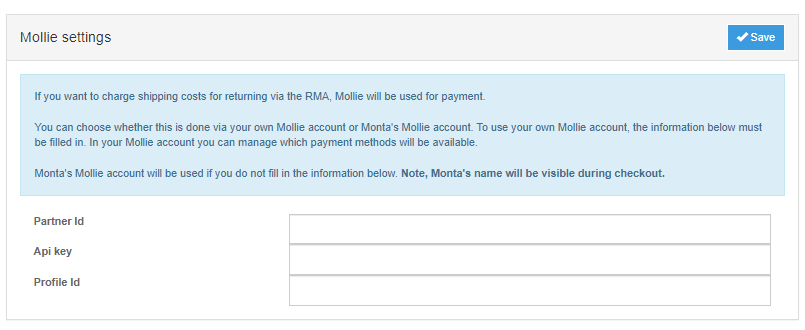 Mollie settings
Save
If you want to charge shipping costs for returning via the RMA, Mollie will be used for payment.
You can choose whether this is done via your own Mollie account or Monta's Mollie account. To use your own Mollie account, the information below must
be filled in. In your Mollie account you can manage which payment methods will be available.
Monta's Mollie account will be used if you do not fill in the information below. Note, Monta's name will be visible during checkout.
Partner Id
Api key
Profile Id